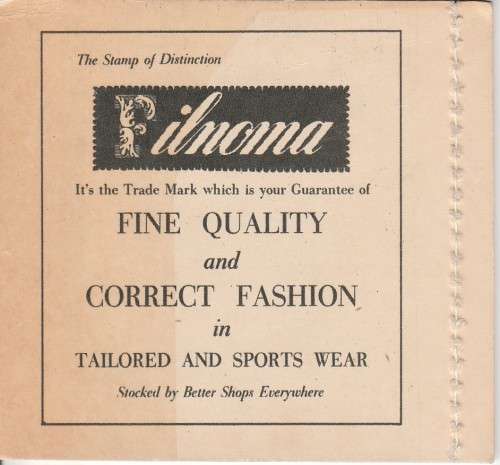 The Stamp of Distinction
Filnoma
It's the Trade Mark which is your Guarantee of
FINE QUALITY
and
CORRECT FASHION
in
TAILORED AND SPORTS WEAR
Stocked by Better Shops Everywhere